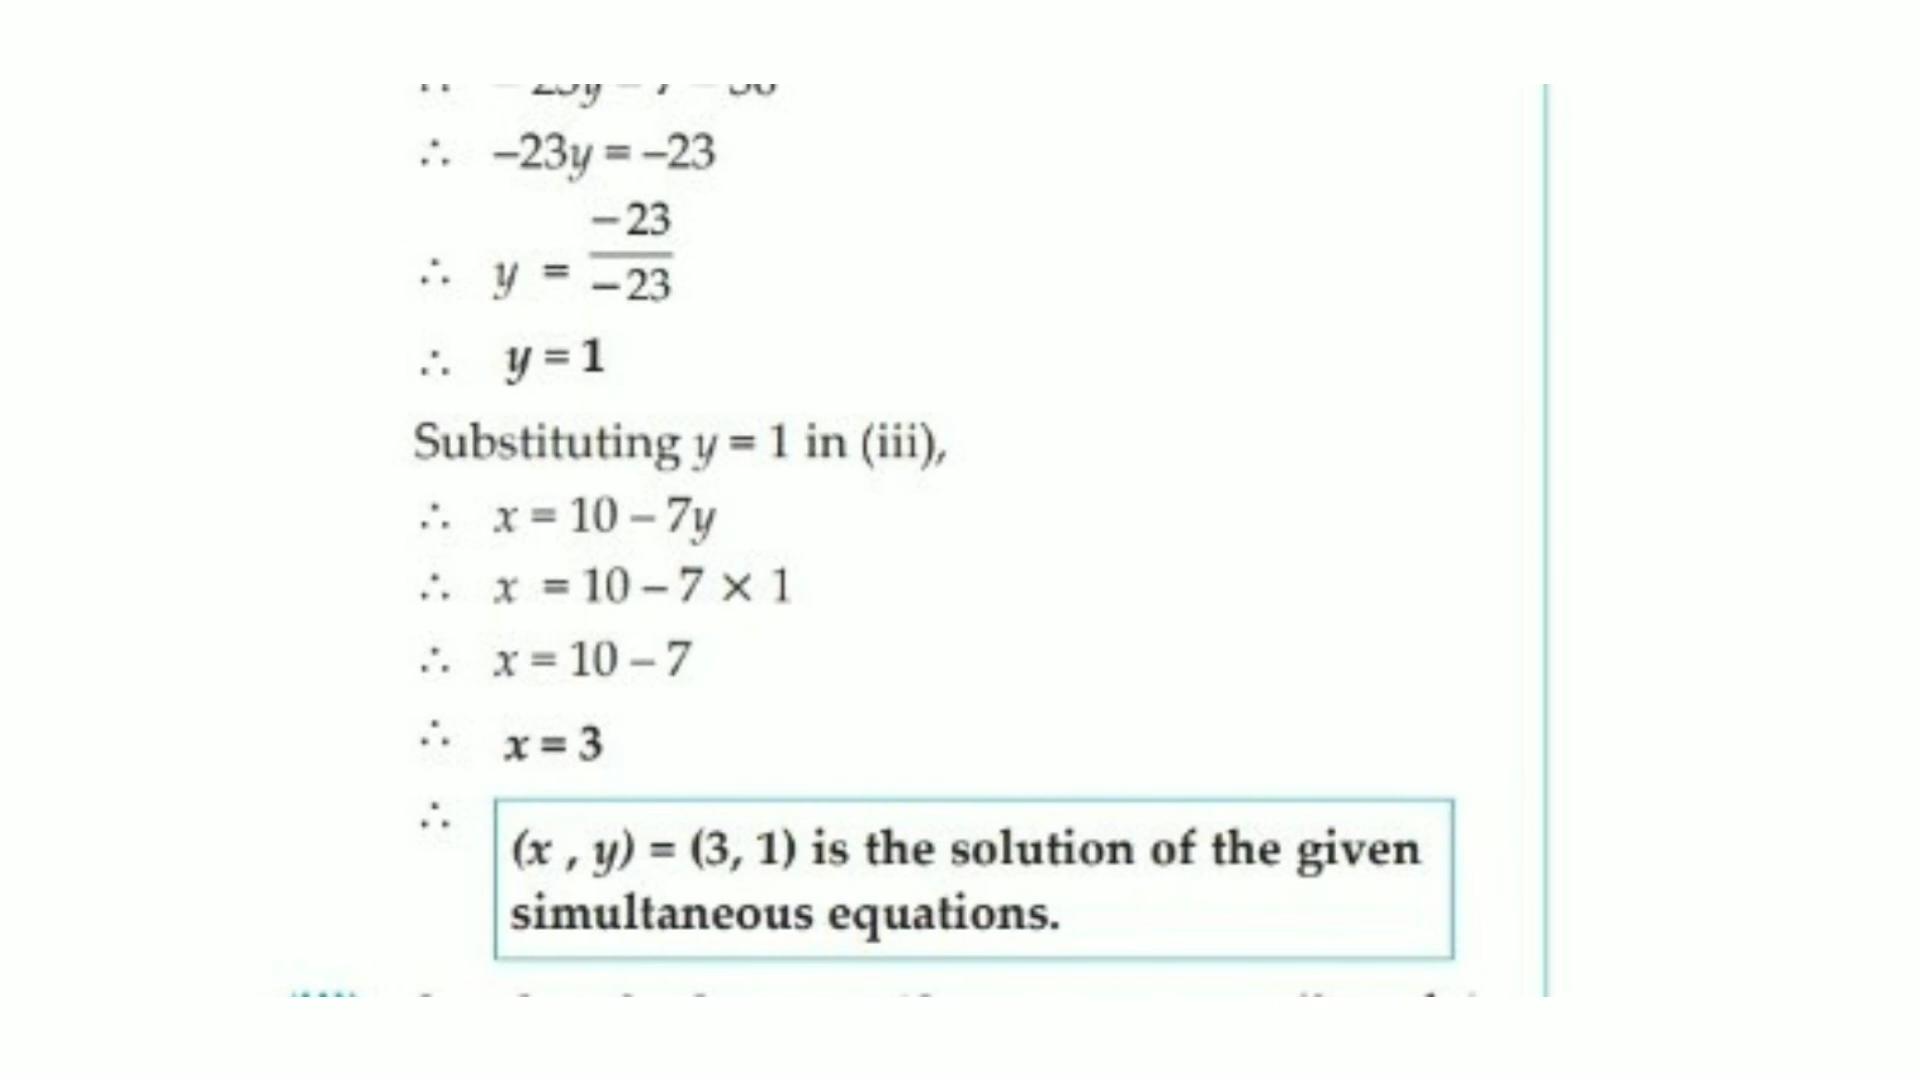 ∴ –23y = –23
∴ y = –23/–23
∴ y = 1
Substituting y = 1 in (iii),
∴ x = 10 – 7y
∴ x = 10 – 7 × 1
∴ x = 10 – 7
∴ x = 3
∴ (x , y) = (3, 1) is the solution of the given
simultaneous equations.